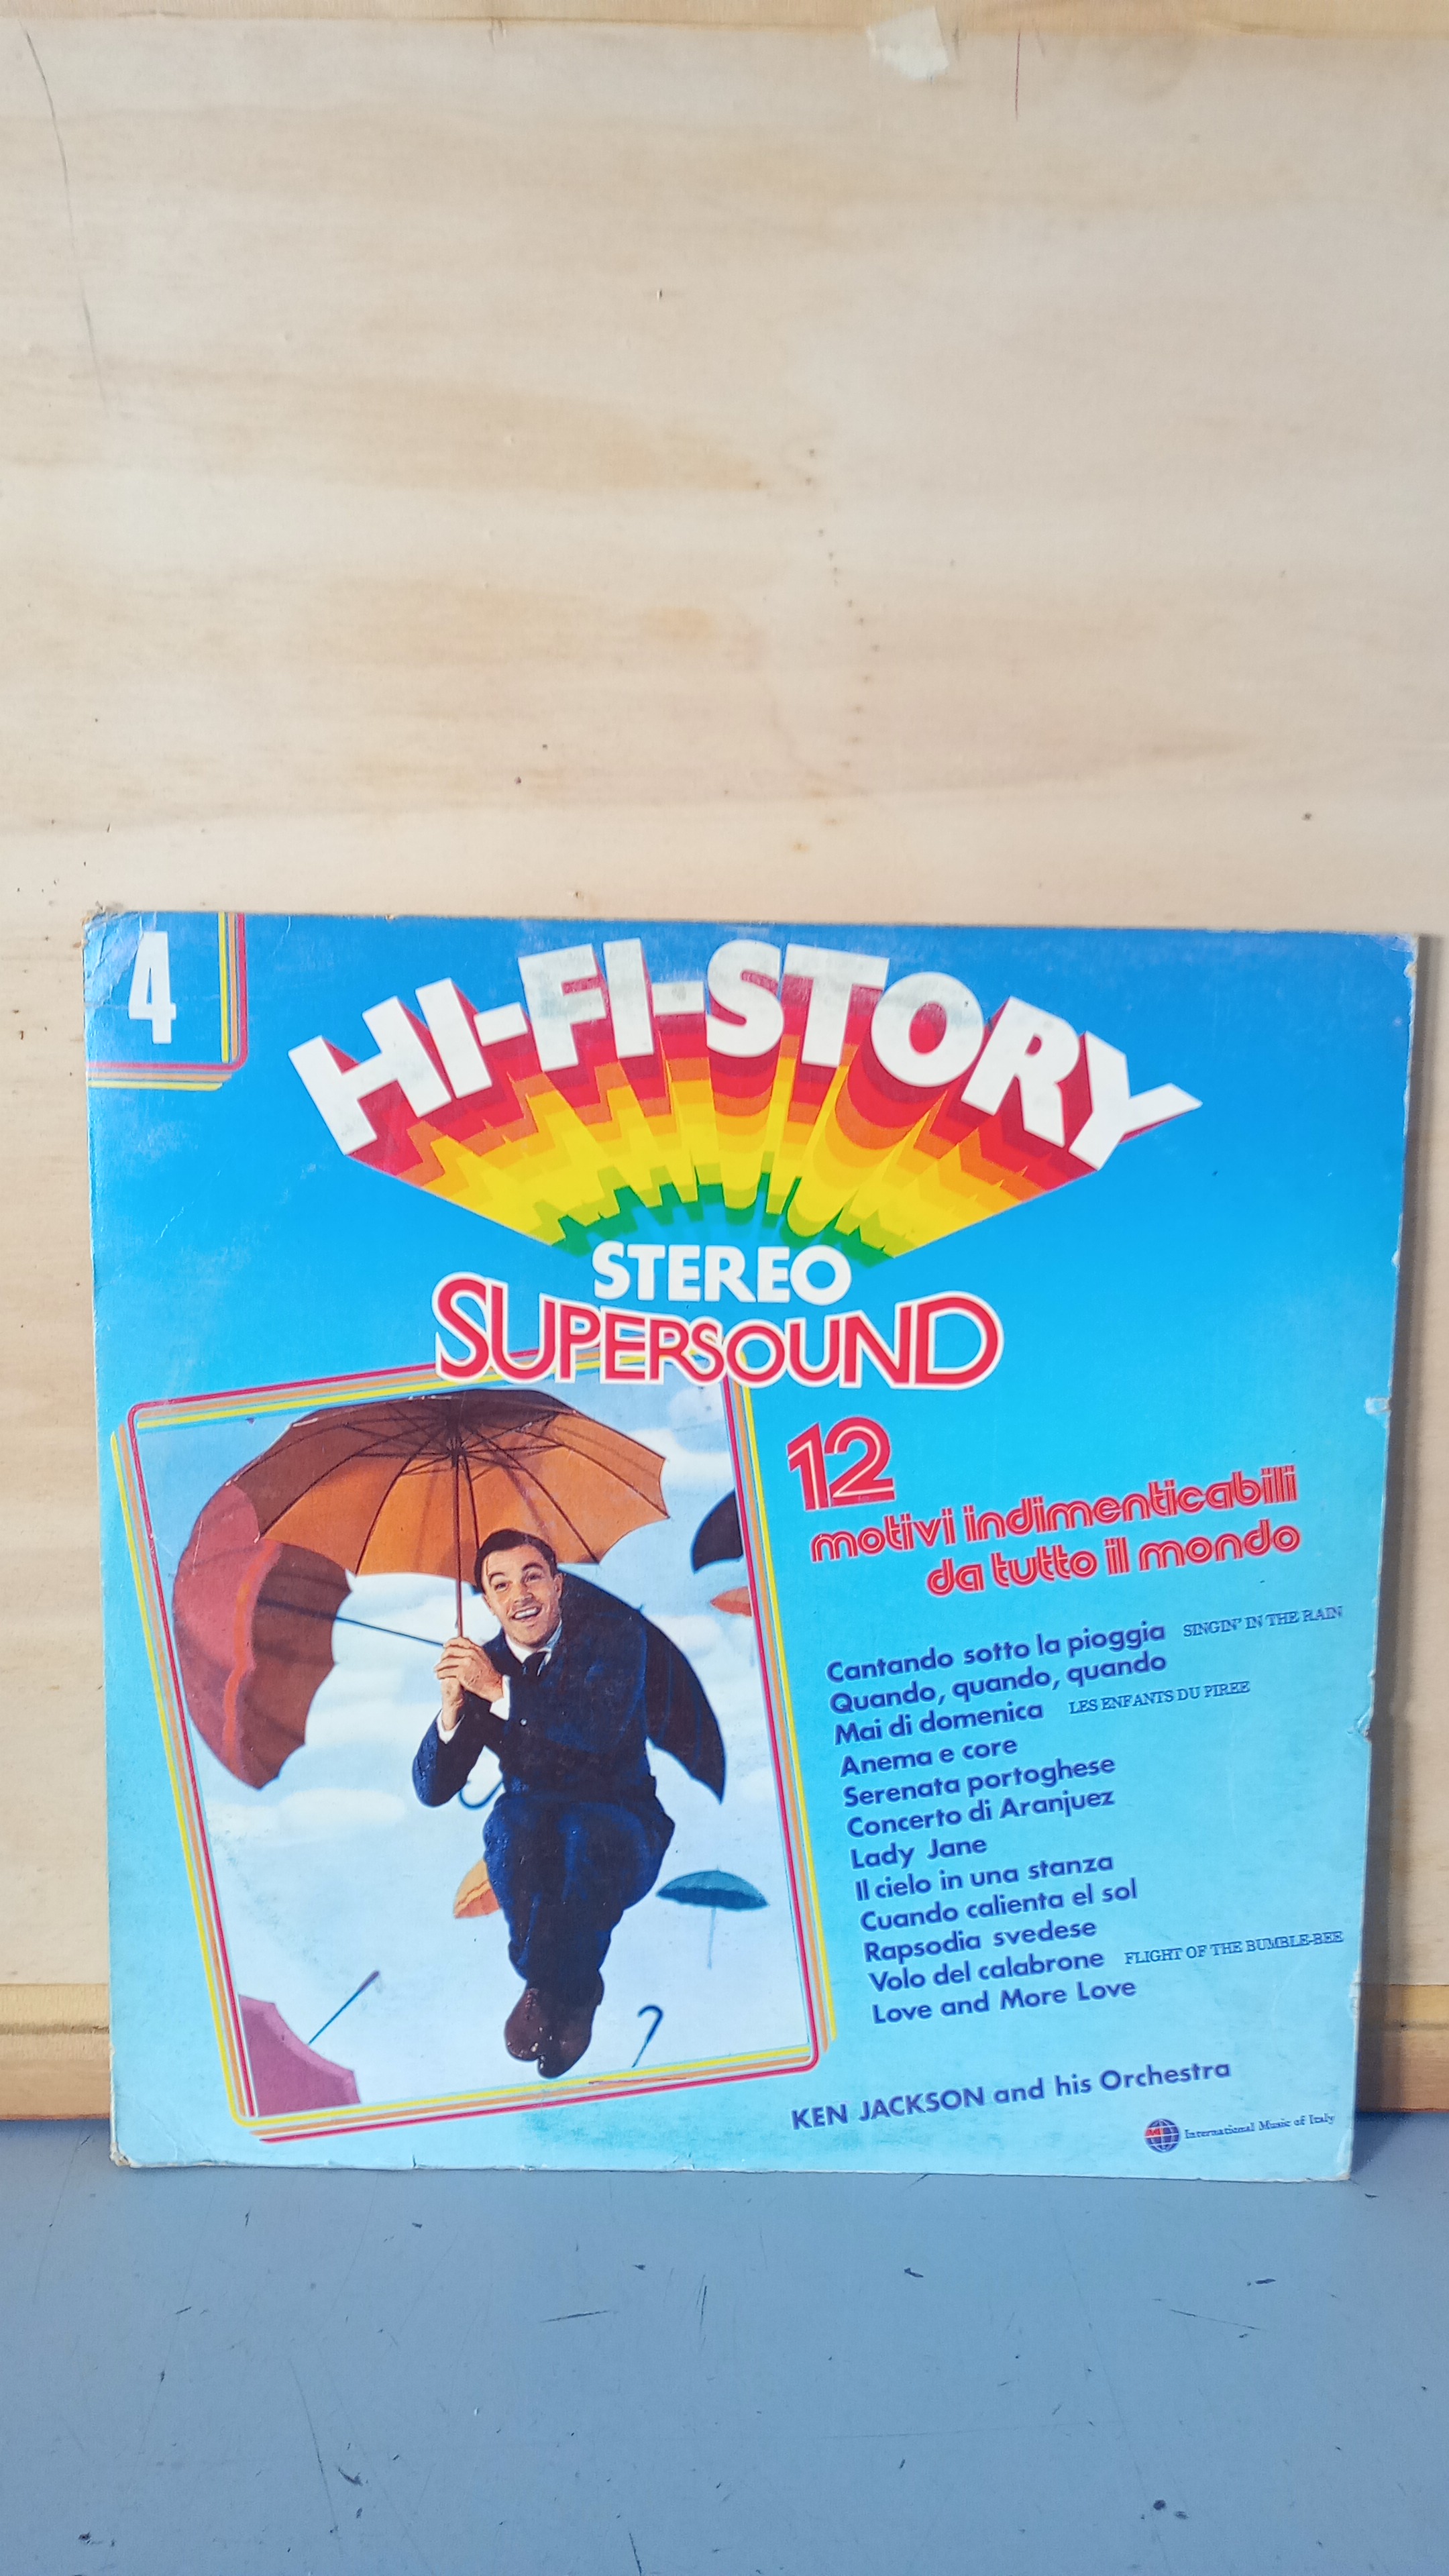 4
HI-FI-STORY
STEREO
SUPERSOUND
12
motivi indimenticabili
da tutto il mondo
Cantando sotto la pioggia SINGIN' IN THE RAIN
Quando, quando, quando
Mai di domenica LES ENFANTS DU PIREE
Anema e core
Serenata portoghese
Concerto di Aranjuez
Lady Jane
Il cielo in una stanza
Cuando calienta el sol
Rapsodia svedese
Volo del calabrone FLIGHT OF THE BUMBLE-BEE
Love and More Love
KEN JACKSON and his Orchestra
International Music of Italy